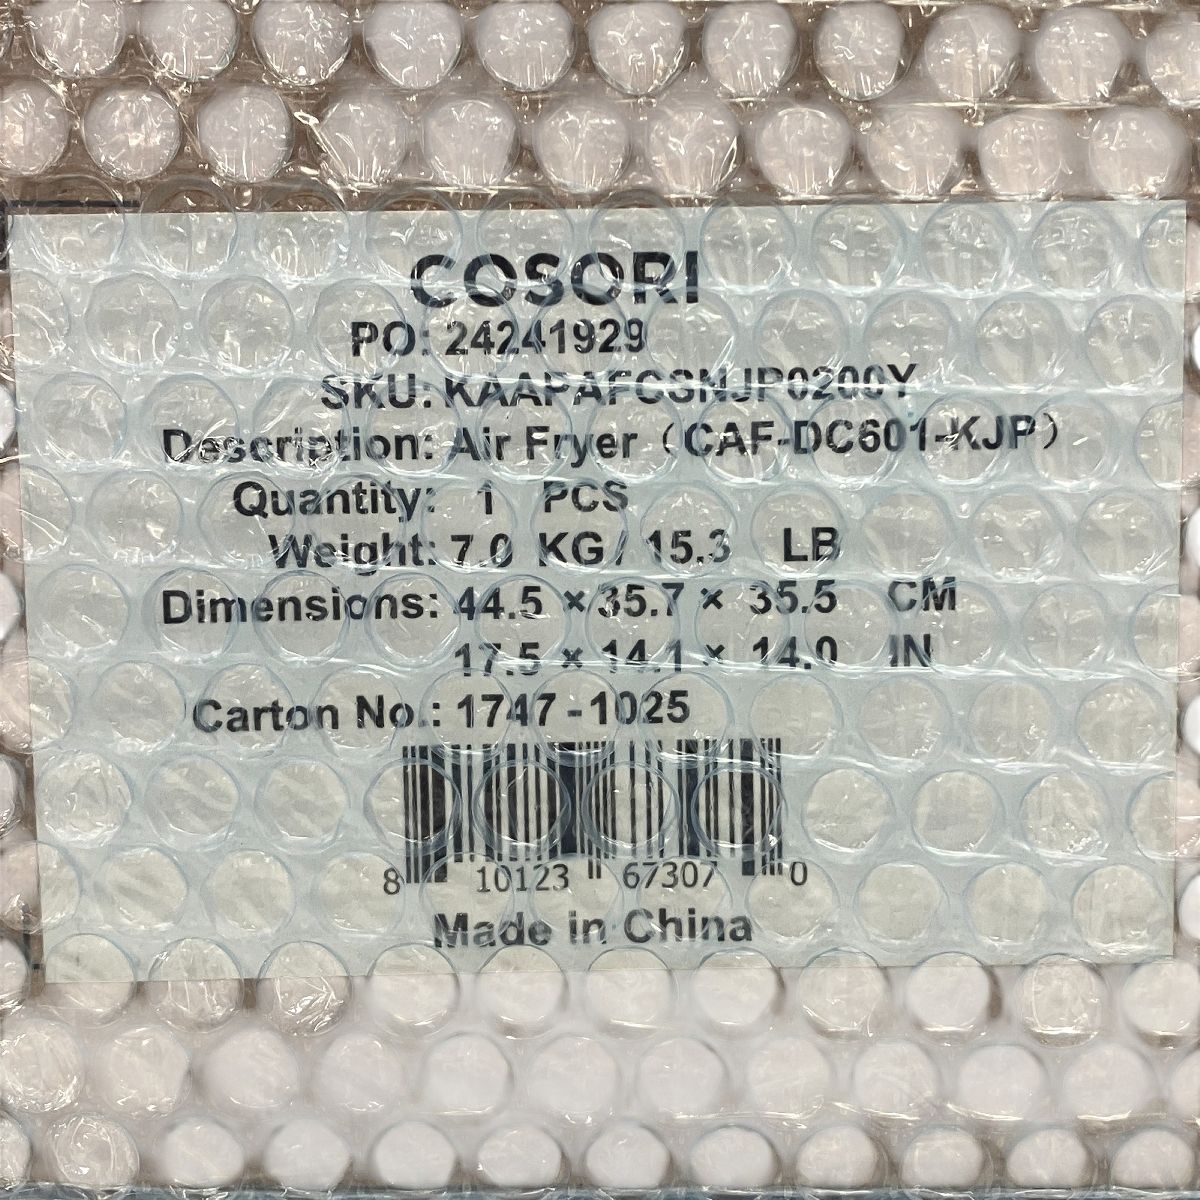 COSORI
PO: 24241929
SKU: KAAPAFCSNJP0200Y
Description: Air Fryer（CAF-DC601-KJP）
Quantity: 1 PCS
Weight: 7.0 KG / 15.3 LB
Dimensions: 44.5 × 35.7 × 35.5 CM
17.5 × 14.1 × 14.0 IN
Carton No.: 1747 - 1025
8 10123 67307 0
Made in China